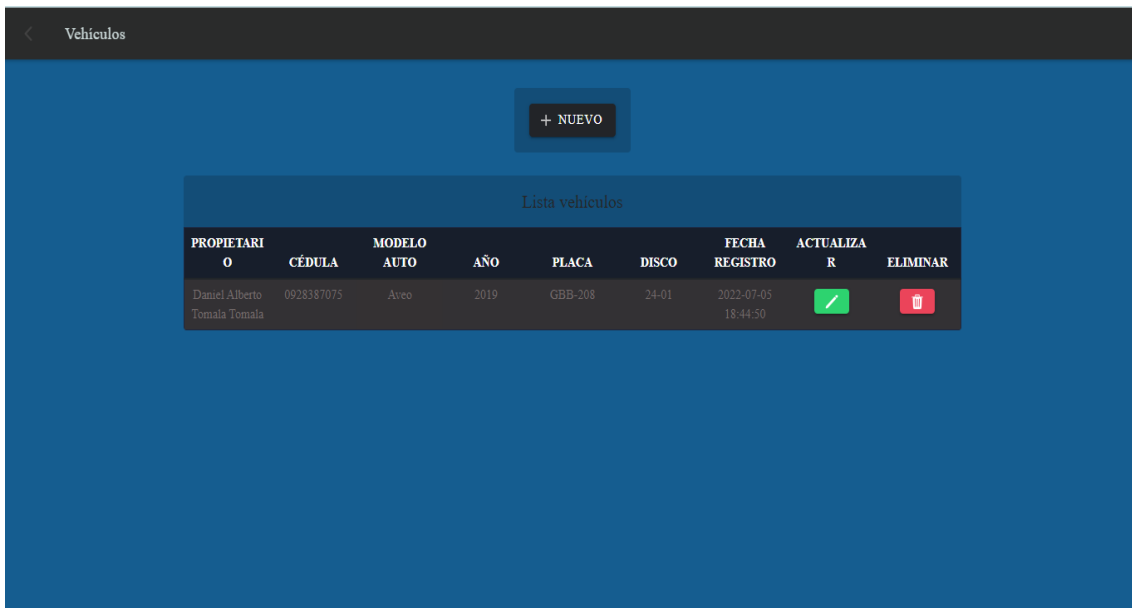 Vehículos
+ NUEVO
Lista vehículos
PROPIETARI
O
CÉDULA
MODELO
AUTO
AÑO
PLACA
DISCO
FECHA
REGISTRO
ACTUALIZA
R
ELIMINAR
Daniel Alberto
Tomala Tomala
0928387075
Aveo
2019
GBB-208
24-01
2022-07-05
18:44:50